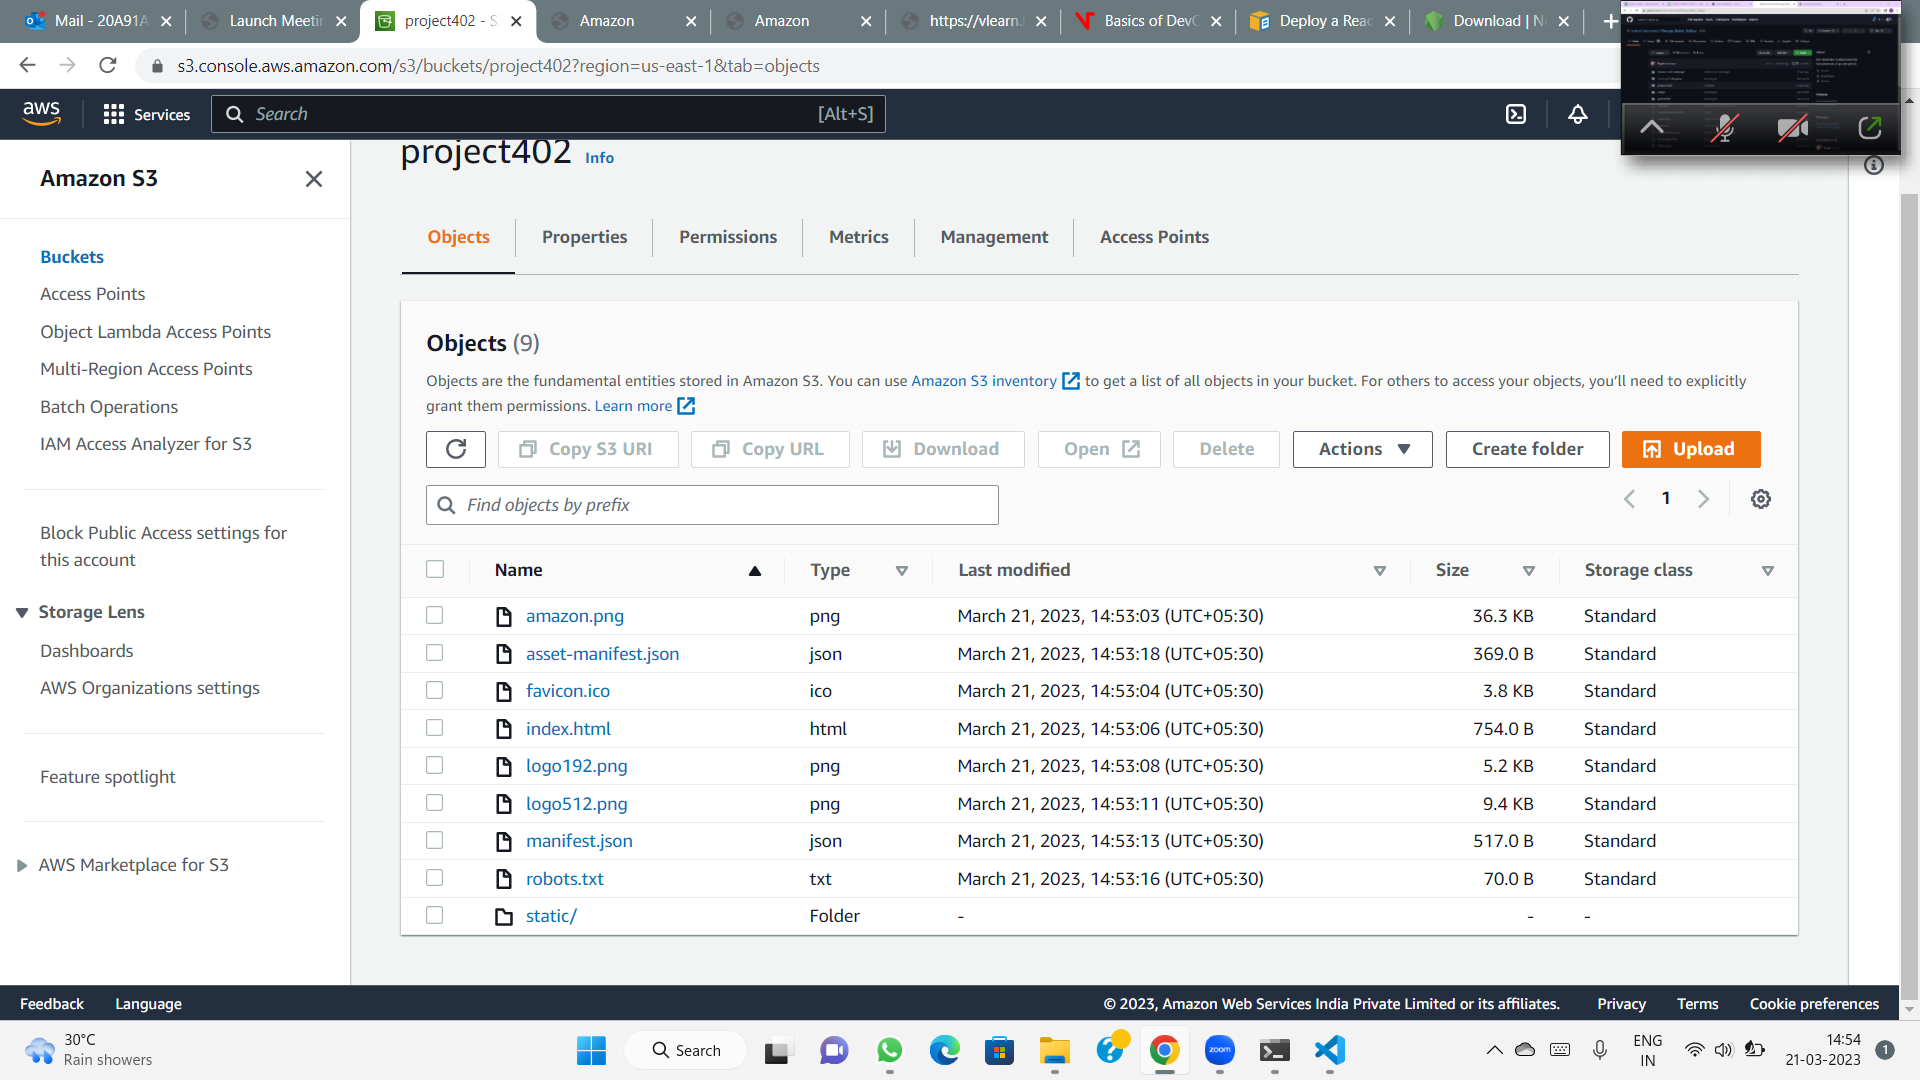 Mail - 20A91A
Launch Meetin
project402 - S
Amazon
Amazon
https://vlearn.
Basics of DevO
Deploy a Reac
Download | No
s3.console.aws.amazon.com/s3/buckets/project402?region=us-east-1&tab=objects
aws
Services
Search
[Alt+S]
Amazon S3
Buckets
Access Points
Object Lambda Access Points
Multi-Region Access Points
Batch Operations
IAM Access Analyzer for S3
Block Public Access settings for
this account
Storage Lens
Dashboards
AWS Organizations settings
Feature spotlight
AWS Marketplace for S3
project402 Info
Objects
Properties
Permissions
Metrics
Management
Access Points
Objects (9)
Objects are the fundamental entities stored in Amazon S3. You can use Amazon S3 inventory to get a list of all objects in your bucket. For others to access your objects, you'll need to explicitly
grant them permissions. Learn more
Copy S3 URI
Copy URL
Download
Open
Delete
Actions
Create folder
Upload
Find objects by prefix
1
Name Type Last modified Size Storage class
amazon.png png March 21, 2023, 14:53:03 (UTC+05:30) 36.3 KB Standard
asset-manifest.json json March 21, 2023, 14:53:18 (UTC+05:30) 369.0 B Standard
favicon.ico ico March 21, 2023, 14:53:04 (UTC+05:30) 3.8 KB Standard
index.html html March 21, 2023, 14:53:06 (UTC+05:30) 754.0 B Standard
logo192.png png March 21, 2023, 14:53:08 (UTC+05:30) 5.2 KB Standard
logo512.png png March 21, 2023, 14:53:11 (UTC+05:30) 9.4 KB Standard
manifest.json json March 21, 2023, 14:53:13 (UTC+05:30) 517.0 B Standard
robots.txt txt March 21, 2023, 14:53:16 (UTC+05:30) 70.0 B Standard
static/ Folder - - -
Feedback
Language
© 2023, Amazon Web Services India Private Limited or its affiliates.
Privacy
Terms
Cookie preferences
30°C
Rain showers
Search
zoom
ENG
IN
14:54
21-03-2023
1